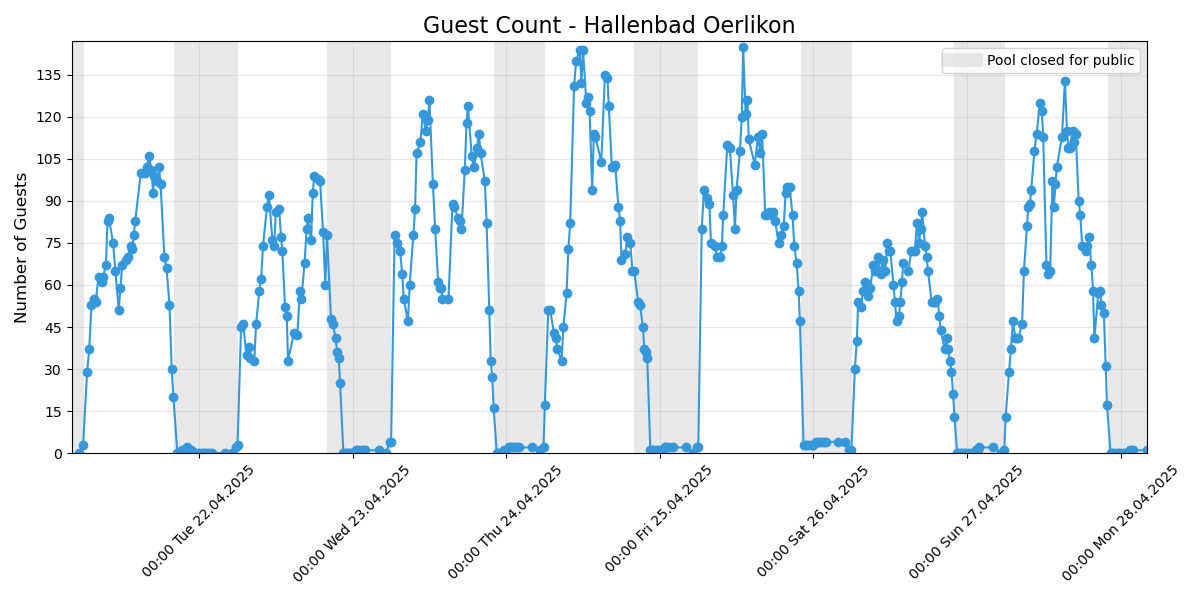 Guest Count - Hallenbad Oerlikon
Pool closed for public
Number of Guests
135
120
105
90
75
60
45
30
15
0
00:00 Tue 22.04.2025
00:00 Wed 23.04.2025
00:00 Thu 24.04.2025
00:00 Fri 25.04.2025
00:00 Sat 26.04.2025
00:00 Sun 27.04.2025
00:00 Mon 28.04.2025